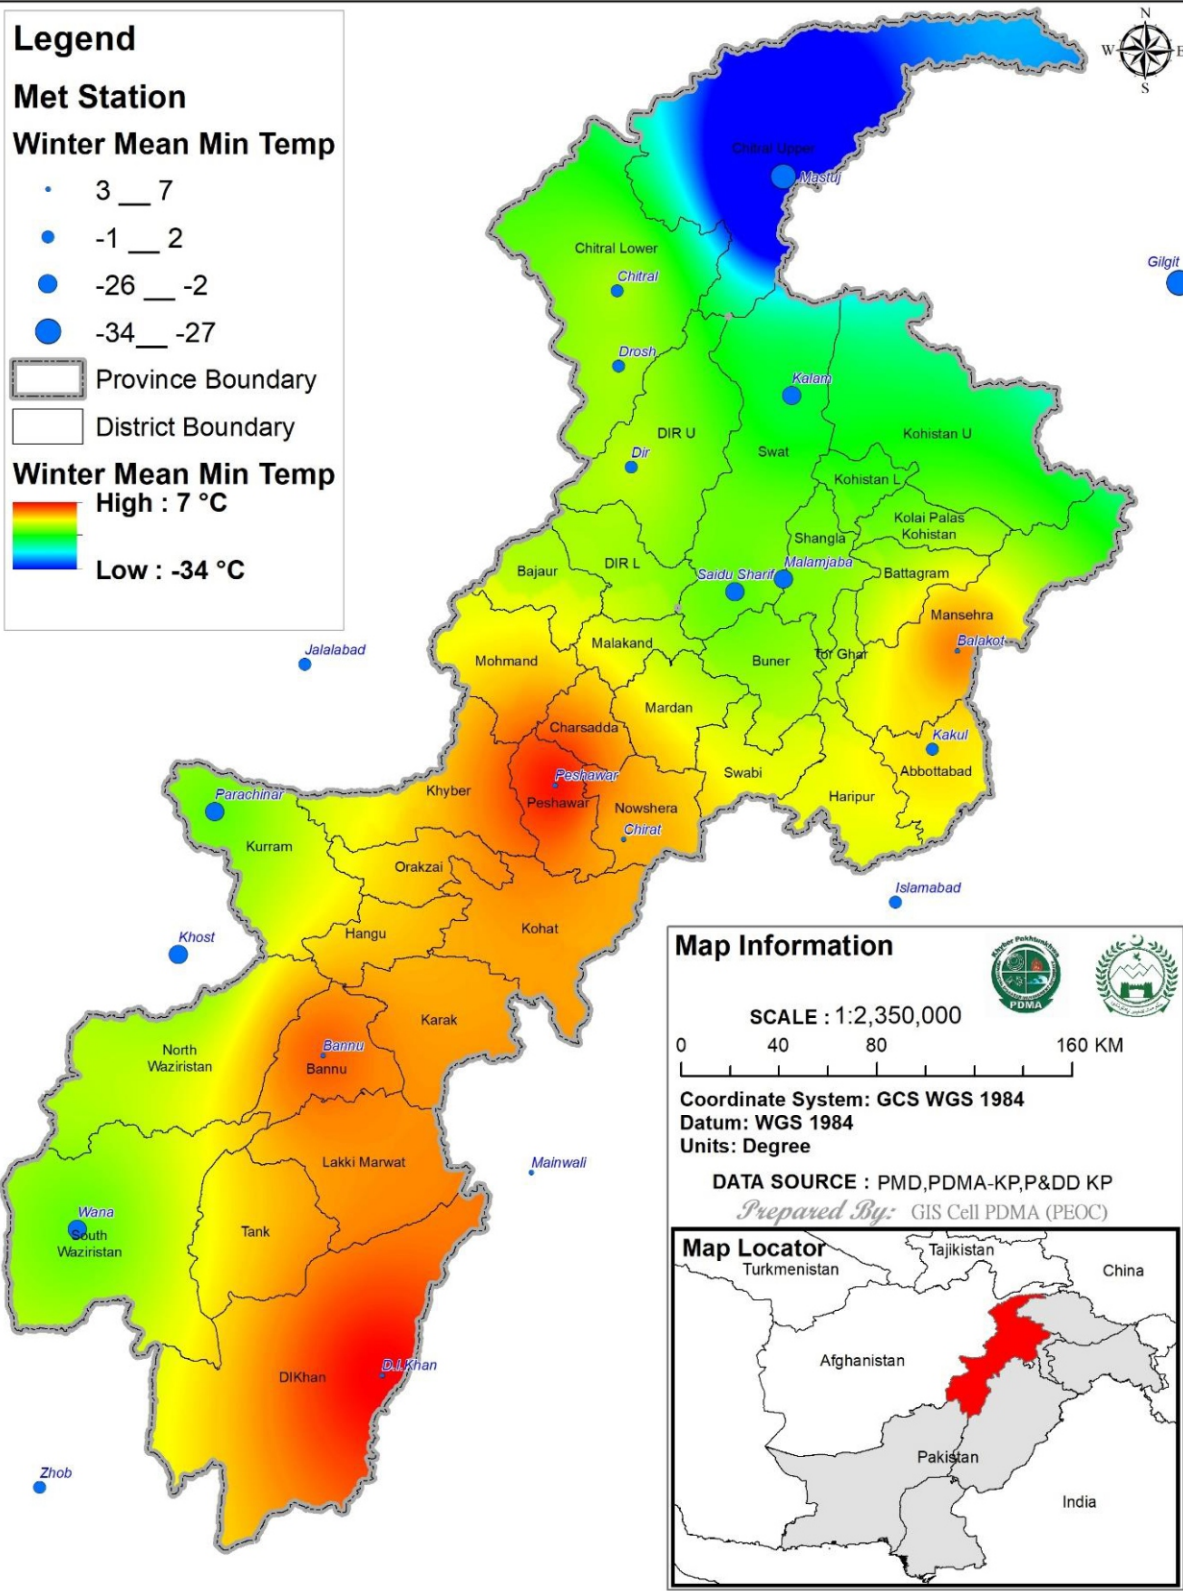 Legend
Met Station
Winter Mean Min Temp
3 __ 7
-1 __ 2
-26 __ -2
-34__ -27
Province Boundary
District Boundary
Winter Mean Min Temp
High : 7 °C
Low : -34 °C
N
W E
S
Chitral Upper
Mastuj
Chitral Lower
Gilgit
Chitral
Drosh
Kalam
DIR U
Kohistan U
Dir
Swat
Kohistan L
Kolai Palas
Kohistan
Shangla
DIR L
Malamjaba
Bajaur
Saidu Sharif
Battagram
Mansehra
Jalalabad
Malakand
Balakot
Mohmand
Buner
Tor Ghar
Mardan
Charsadda
Kakul
Swabi
Abbottabad
Peshawar
Khyber
Peshawar
Nowshera
Haripur
Parachinar
Chirat
Kurram
Orakzai
Islamabad
Khost
Hangu
Kohat
Karak
Bannu
North
Waziristan
Bannu
Lakki Marwat
Mainwali
Wana
South
Waziristan
Tank
DIKhan
D.I.Khan
Zhob
Map Information
Khyber Pakhtunkhwa
PDMA
SCALE : 1:2,350,000
0 40 80 160 KM
Coordinate System: GCS WGS 1984
Datum: WGS 1984
Units: Degree
DATA SOURCE : PMD,PDMA-KP,P&DD KP
Prepared By: GIS Cell PDMA (PEOC)
Map Locator
Turkmenistan
Tajikistan
China
Afghanistan
Pakistan
India